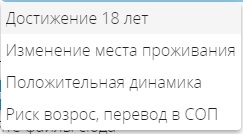 Достижение 18 лет
Изменение места проживания
Положительная динамика
Риск возрос, перевод в СОП